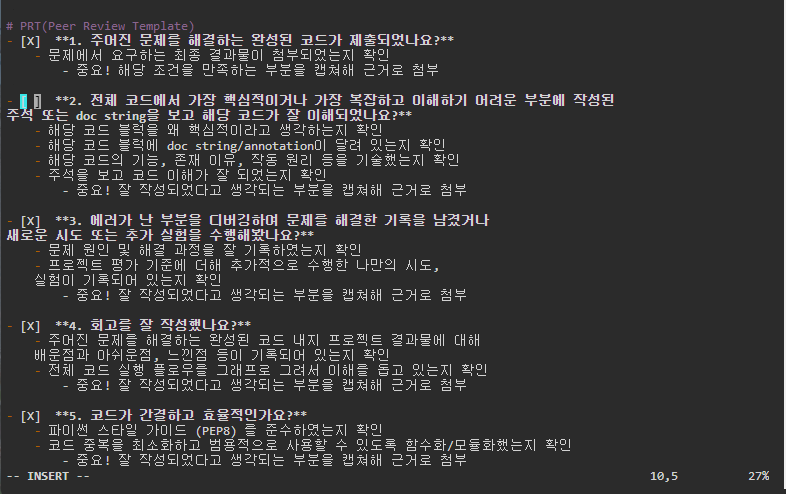 # PRT(Peer Review Template)
- [X]  **1. 주어진 문제를 해결하는 완성된 코드가 제출되었나요?**
- 문제에서 요구하는 최종 결과물이 첨부되었는지 확인
- 중요! 해당 조건을 만족하는 부분을 캡쳐해 근거로 첨부
- [ ]  **2. 전체 코드에서 가장 핵심적이거나 가장 복잡하고 이해하기 어려운 부분에 작성된
주석 또는 doc string을 보고 해당 코드가 잘 이해되었나요?**
- 해당 코드 블럭을 왜 핵심적이라고 생각하는지 확인
- 해당 코드 블럭에 doc string/annotation이 달려 있는지 확인
- 해당 코드의 기능, 존재 이유, 작동 원리 등을 기술했는지 확인
- 주석을 보고 코드 이해가 잘 되었는지 확인
- 중요! 잘 작성되었다고 생각되는 부분을 캡쳐해 근거로 첨부
- [X]  **3. 에러가 난 부분을 디버깅하여 문제를 해결한 기록을 남겼거나
새로운 시도 또는 추가 실험을 수행해봤나요?**
- 문제 원인 및 해결 과정을 잘 기록하였는지 확인
- 프로젝트 평가 기준에 더해 추가적으로 수행한 나만의 시도,
실험이 기록되어 있는지 확인
- 중요! 잘 작성되었다고 생각되는 부분을 캡쳐해 근거로 첨부
- [X]  **4. 회고를 잘 작성했나요?**
- 주어진 문제를 해결하는 완성된 코드 내지 프로젝트 결과물에 대해
배운점과 아쉬운점, 느낀점 등이 기록되어 있는지 확인
- 전체 코드 실행 플로우를 그래프로 그려서 이해를 돕고 있는지 확인
- 중요! 잘 작성되었다고 생각되는 부분을 캡쳐해 근거로 첨부
- [X]  **5. 코드가 간결하고 효율적인가요?**
- 파이썬 스타일 가이드 (PEP8) 를 준수하였는지 확인
- 코드 중복을 최소화하고 범용적으로 사용할 수 있도록 함수화/모듈화했는지 확인
- 중요! 잘 작성되었다고 생각되는 부분을 캡쳐해 근거로 첨부
-- INSERT -- 10,5 27%